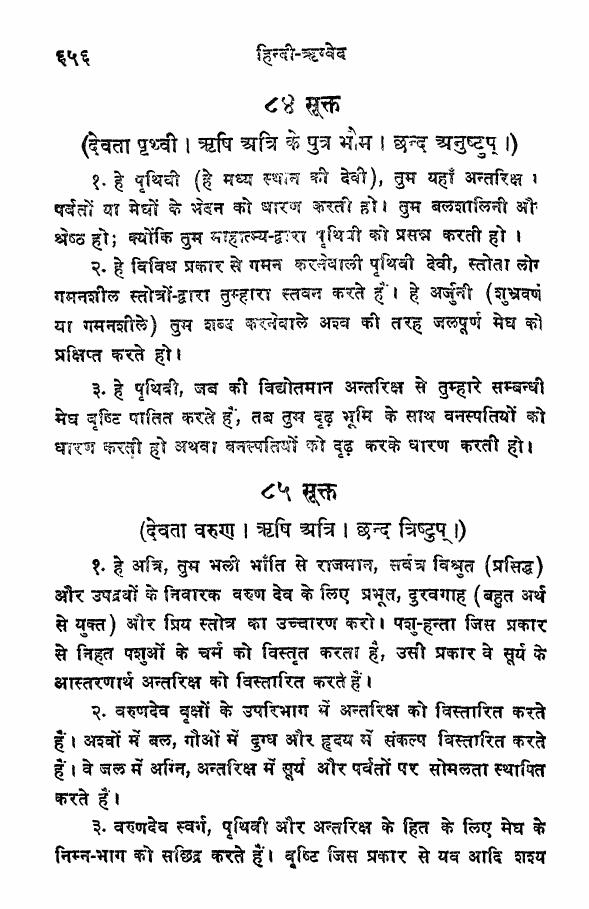 ६५६ हिन्दी-ऋग्वेद
८४ सूक्त
(देवता पृथ्वी । ऋषि अत्रि के पुत्र भौम । छन्द अनुष्टुप् ।)
१. हे पृथिवी (हे मध्य स्थान की देवी), तुम यहाँ अन्तरिक्ष ।
पर्वतों या मेघों के भेदन को धारण करती हो। तुम बलशालिनी औ
श्रेष्ठ हो; क्योंकि तुम माहात्म्य-द्वारा पृथिवी को प्रसन्न करती हो ।
२. हे विविध प्रकार से गमन करनेवाली पृथिवी देवी, स्तोता लोग
गमनशील स्तोत्रों-द्वारा तुम्हारा स्तवन करते हैं। हे अर्जुनी (शुभ्रवर्ण
या गमनशीले) तुम शब्द करनेवाले अश्व की तरह जलपूर्ण मेघ को
प्रक्षिप्त करते हो।
३. हे पृथिवी, जब की विद्योतमान अन्तरिक्ष से तुम्हारे सम्बन्धी
मेघ वृष्टि पातित करते हैं, तब तुम दृढ़ भूमि के साथ वनस्पतियों को
धारण करती हो अथवा वनस्पतियों को दृढ़ करके धारण करती हो।
८५ सूक्त
(देवता वरुण । ऋषि अत्रि । छन्द त्रिष्टुप् ।)
१. हे अत्रि, तुम भली भाँति से राजमान, सर्वत्र विश्रुत (प्रसिद्ध)
और उपद्रवों के निवारक वरुण देव के लिए प्रभूत, दुरवगाह (बहुत अर्थ
से युक्त) और प्रिय स्तोत्र का उच्चारण करो। पशु-हन्ता जिस प्रकार
से निहत पशुओं के चर्म को विस्तृत करता है, उसी प्रकार वे सूर्य के
आस्तरणार्थ अन्तरिक्ष को विस्तारित करते हैं।
२. वरुणदेव वृक्षों के उपरिभाग में अन्तरिक्ष को विस्तारित करते
हैं। अश्वों में बल, गौओं में दुग्ध और हृदय में संकल्प विस्तारित करते
हैं। वे जल में अग्नि, अन्तरिक्ष में सूर्य और पर्वतों पर सोमलता स्थापित
करते हैं।
३. वरुणदेव स्वर्ग, पृथिवी और अन्तरिक्ष के हित के लिए मेघ के
निम्न-भाग को सछिद्र करते हैं। वृष्टि जिस प्रकार से यव आदि शश्य